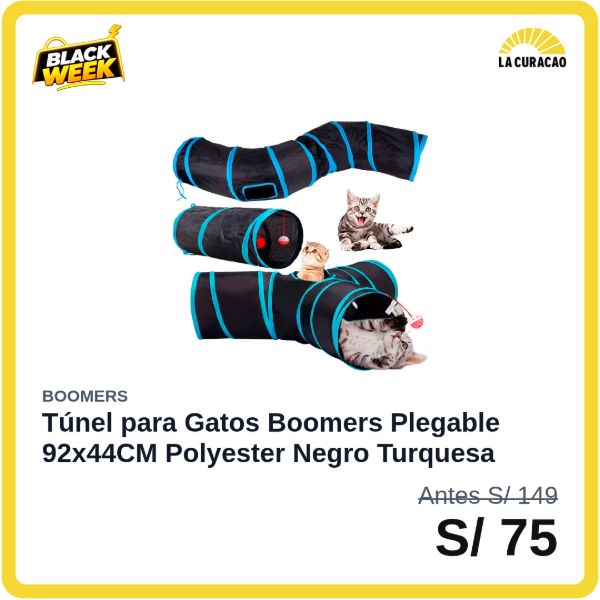 BLACK
WEEK
LA CURACAO
BOOMERS
Túnel para Gatos Boomers Plegable
92x44CM Polyester Negro Turquesa
Antes S/ 149
S/ 75